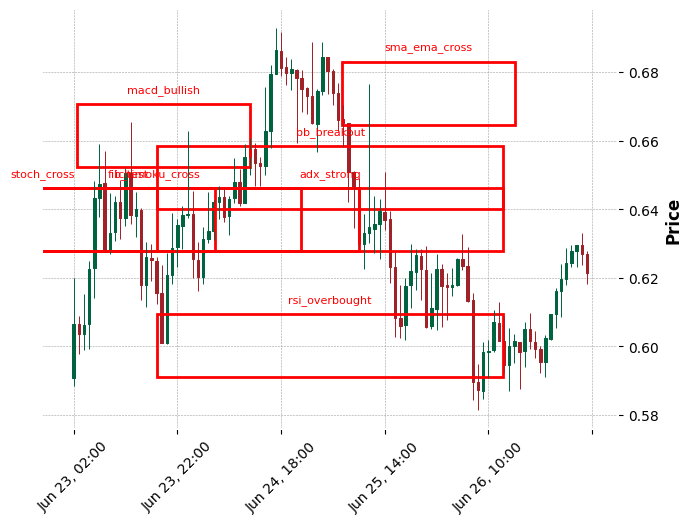 sma_ema_cross
0.68
macd_bullish
0.66
bb_breakout
stoch_cross
adx_strong
0.64
Price
0.62
rsi_overbought
0.60
0.58
Jun 23, 02:00
Jun 23, 22:00
Jun 24, 18:00
Jun 25, 14:00
Jun 26, 10:00